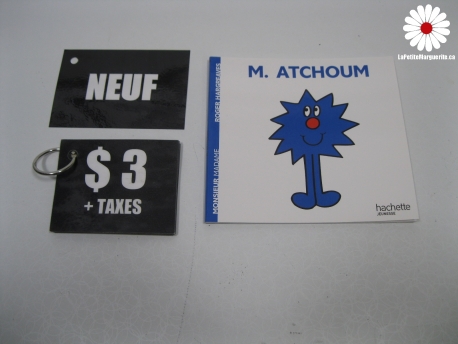 LaPetiteMarguerite.ca
NEUF
$ 3
+ TAXES
M. ATCHOUM
MONSIEUR MADAME
ROGER HARGREAVES
hachette
JEUNESSE